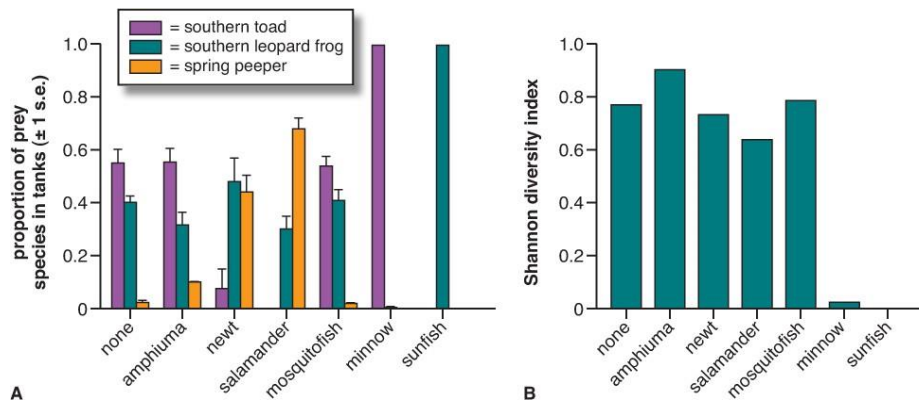 = southern toad
= southern leopard frog
= spring peeper
proportion of prey
species in tanks (± 1 s.e.)
1.0
0.8
0.6
0.4
0.2
0
none
amphiuma
newt
salamander
mosquitofish
minnow
sunfish
A
Shannon diversity index
1.0
0.8
0.6
0.4
0.2
0
none
amphiuma
newt
salamander
mosquitofish
minnow
sunfish
B